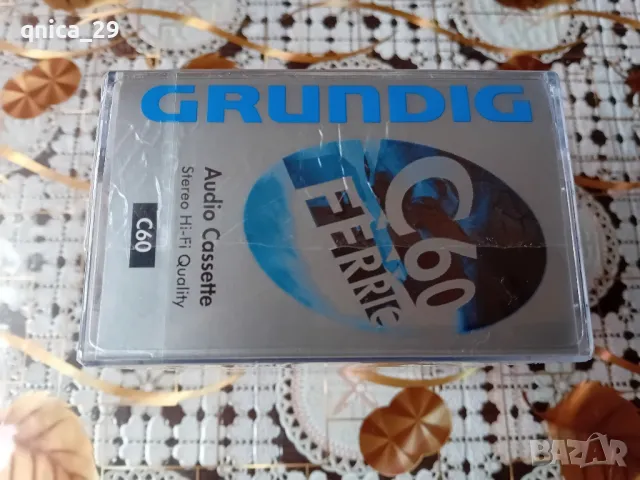 qnica_29
GRUNDIG
C60
FERRIC
Audio Cassette
Stereo Hi-Fi Quality
C60
BAZAR